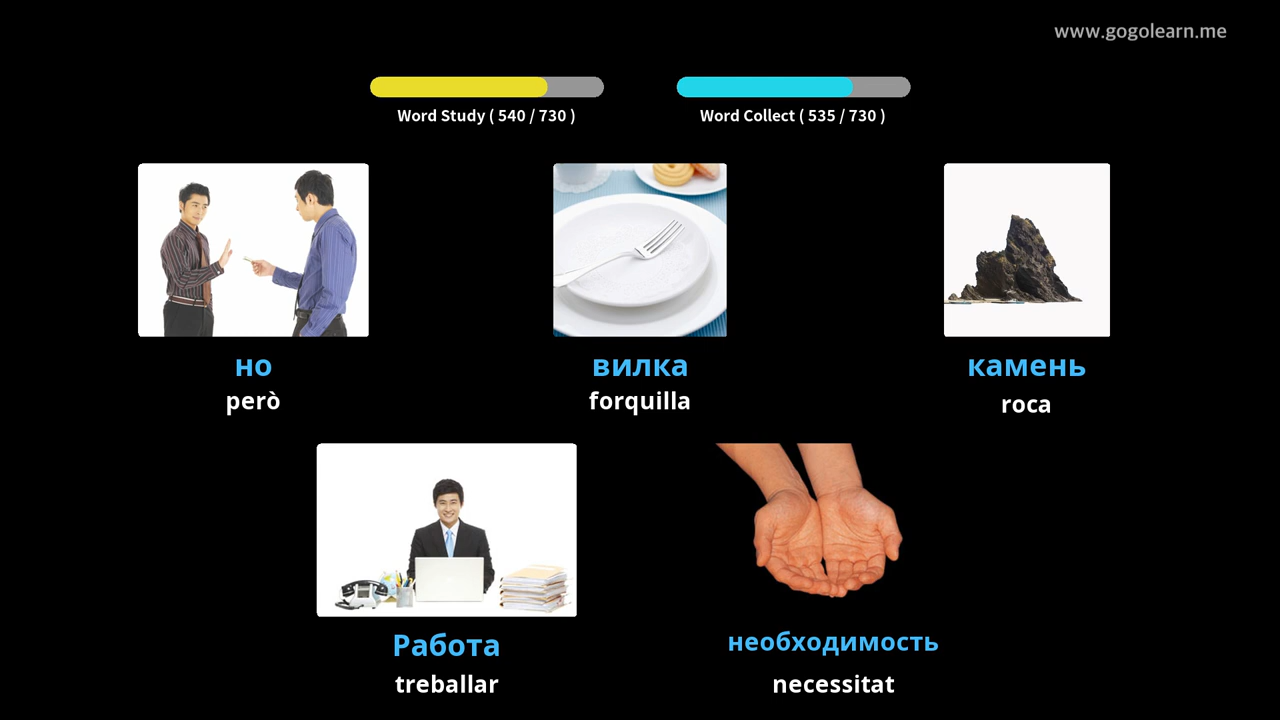 www.gogolearn.me
Word Study ( 540 / 730 )
Word Collect ( 535 / 730 )
но
però
вилка
forquilla
камень
roca
Работа
treballar
необходимость
necessitat